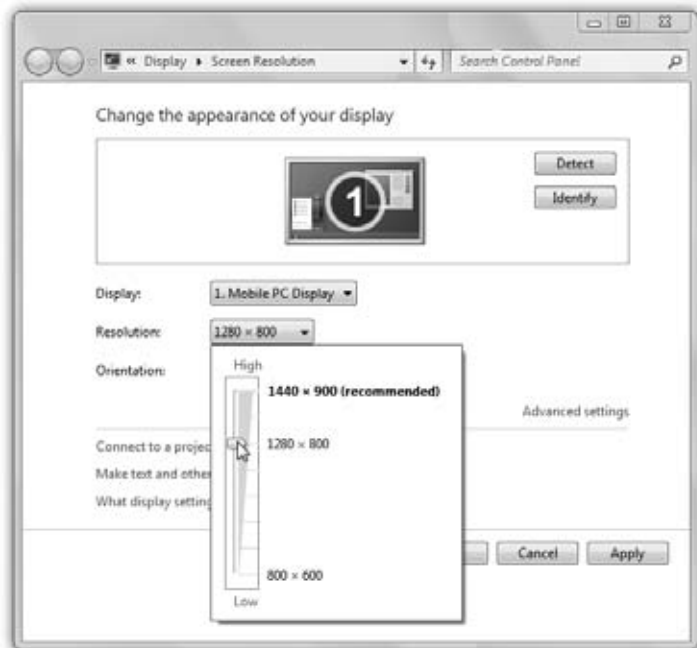 « Display ▸ Screen Resolution
Search Control Panel
Change the appearance of your display
1
Detect
Identify
Display:
1. Mobile PC Display
Resolution:
1280 × 800
Orientation:
High
1440 × 900 (recommended)
1280 × 800
800 × 600
Low
Advanced settings
Connect to a projec
Make text and other
What display setting
Cancel
Apply